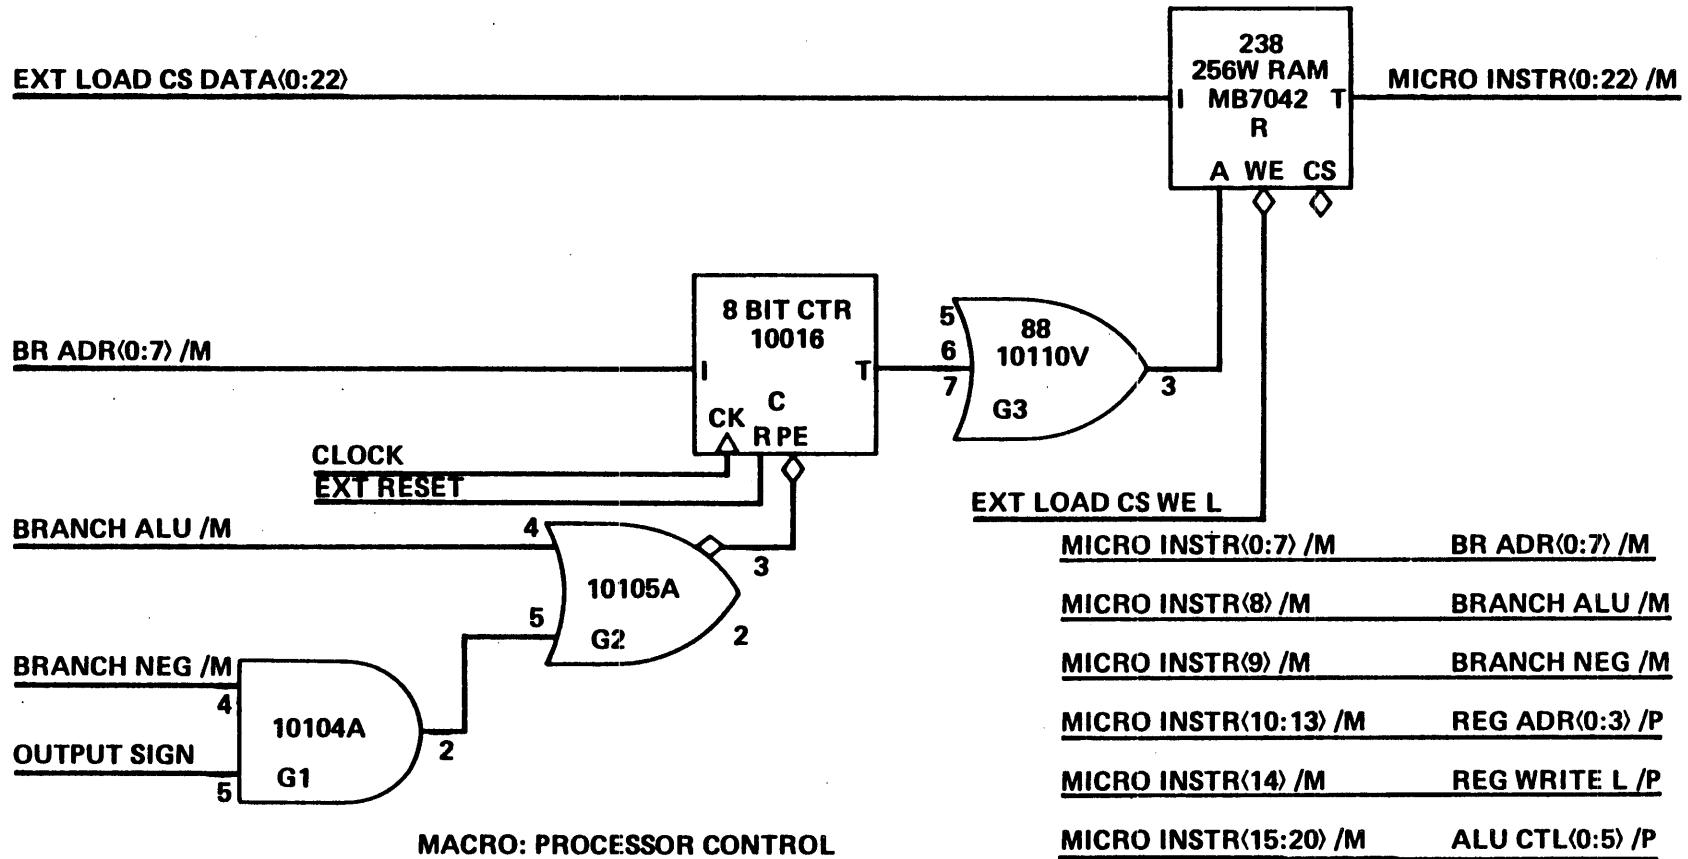 238
256W RAM
EXT LOAD CS DATA⟨0:22⟩
I MB7042 T
MICRO INSTR⟨0:22⟩ /M
R
A WE CS
8 BIT CTR
10016
BR ADR⟨0:7⟩ /M
I T
C
CK
R PE
5
6
7
88
10110V
G3
3
CLOCK
EXT RESET
EXT LOAD CS WE L
BRANCH ALU /M
4
3
10105A
5
G2
2
BRANCH NEG /M
4
10104A
2
OUTPUT SIGN
5
G1
MICRO INSTR⟨0:7⟩ /M BR ADR⟨0:7⟩ /M
MICRO INSTR⟨8⟩ /M BRANCH ALU /M
MICRO INSTR⟨9⟩ /M BRANCH NEG /M
MICRO INSTR⟨10:13⟩ /M REG ADR⟨0:3⟩ /P
MICRO INSTR⟨14⟩ /M REG WRITE L /P
MICRO INSTR⟨15:20⟩ /M ALU CTL⟨0:5⟩ /P
MACRO: PROCESSOR CONTROL